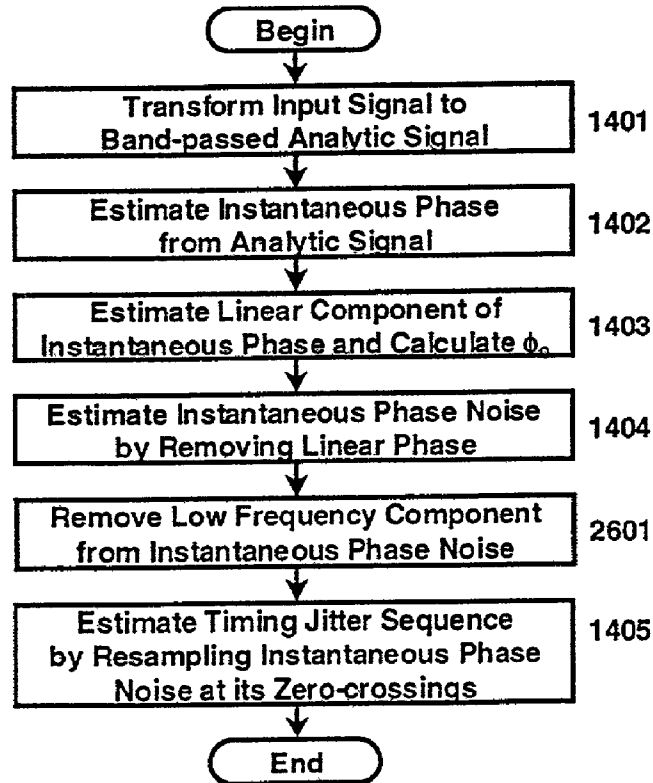 Begin
Transform Input Signal to
Band-passed Analytic Signal
1401
Estimate Instantaneous Phase
from Analytic Signal
1402
Estimate Linear Component of
Instantaneous Phase and Calculate ϕ₀
1403
Estimate Instantaneous Phase Noise
by Removing Linear Phase
1404
Remove Low Frequency Component
from Instantaneous Phase Noise
2601
Estimate Timing Jitter Sequence
by Resampling Instantaneous Phase
Noise at its Zero-crossings
1405
End